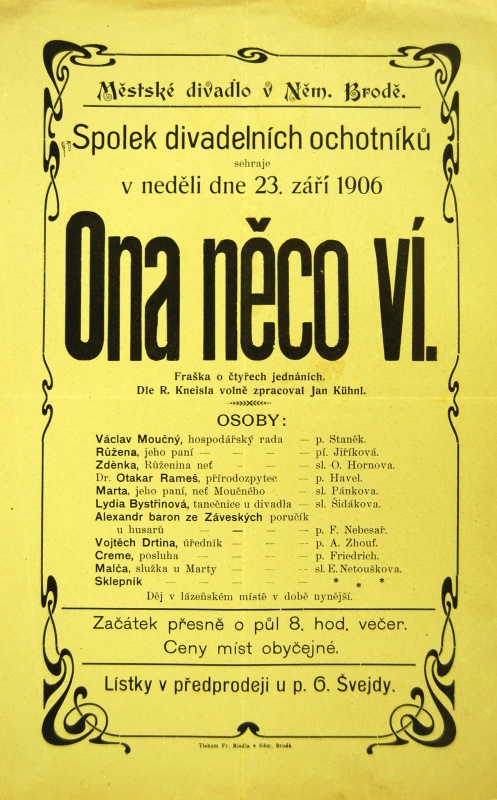 Městské divadlo v Něm. Brodě.
Spolek divadelních ochotníků
sehraje
v neděli dne 23. září 1906
Ona něco ví.
Fraška o čtyřech jednáních.
Dle R. Kneisla volně zpracoval Jan Kühnl.
OSOBY:
Václav Moučný, hospodářský rada — p. Staněk.
Růžena, jeho paní — — — — pí. Jiříková.
Zdènka, Růženina neť — — — sl. O. Hornova.
Dr. Otakar Rameš, přírodozpytec — p. Havel.
Marta, jeho paní, neť Moučného — sl. Pánkova.
Lydia Bystřinová, tanečnice u divadla — sl. Šidákova.
Alexandr baron ze Záveských poručík
u husarů — — — — p. F. Nebesař.
Vojtěch Drtina, úředník — — — p. A. Zhouf.
Creme, posluha — — — — p. Friedrich.
Malča, služka u Marty — — — sl. E. Netouškova.
Sklepník — — — — — * * *
Děj v lázeňském místě v době nynější.
Začátek přesně o půl 8. hod. večer.
Ceny míst obyčejné.
Lístky v předprodeji u p. G. Švejdy.
Tiskem Fr. Riedla v Něm. Brodě.